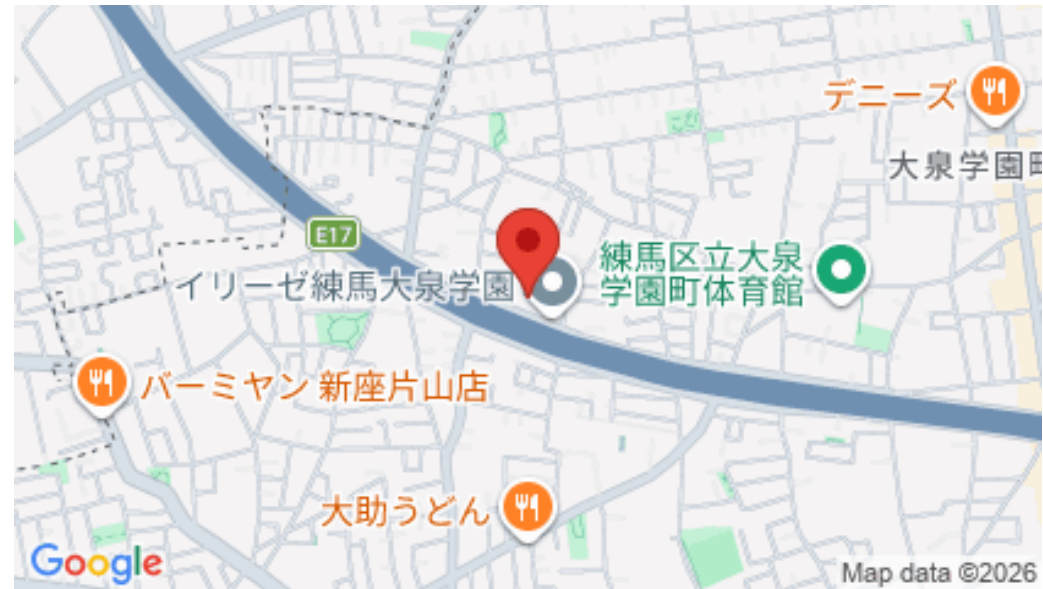 デニーズ
大泉学園町
E17
練馬区立大泉
学園町体育館
イリーゼ練馬大泉学園
バーミヤン 新座片山店
大助うどん
Google
Map data ©2026